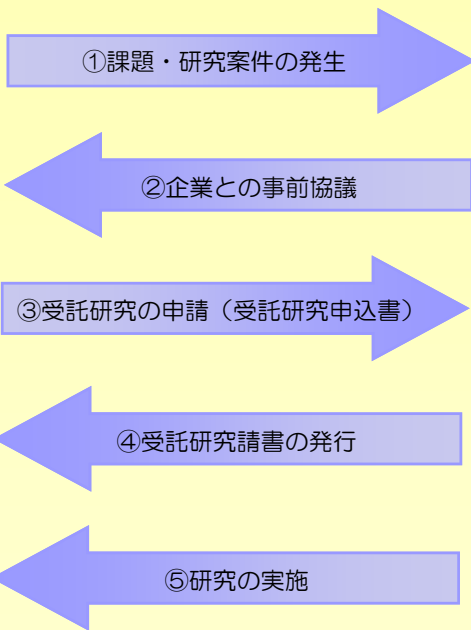 ①課題・研究案件の発生
②企業との事前協議
③受託研究の申請（受託研究申込書）
④受託研究請書の発行
⑤研究の実施